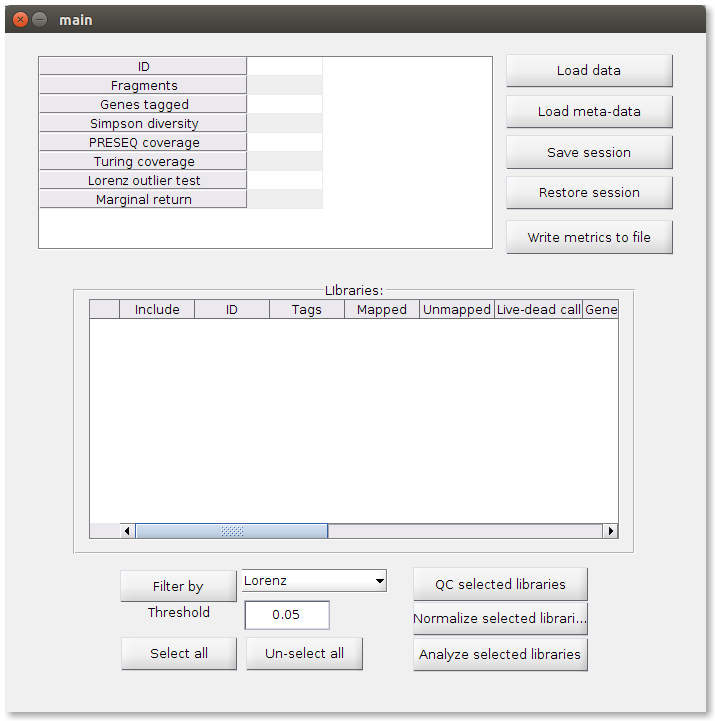 main
ID
Fragments
Genes tagged
Simpson diversity
PRESEQ coverage
Turing coverage
Lorenz outlier test
Marginal return
Load data
Load meta-data
Save session
Restore session
Write metrics to file
LIbraries:
Include ID Tags Mapped Unmapped Live-dead call Gene
Filter by Lorenz
Threshold 0.05
Select all Un-select all
QC selected libraries
Normalize selected librari...
Analyze selected libraries